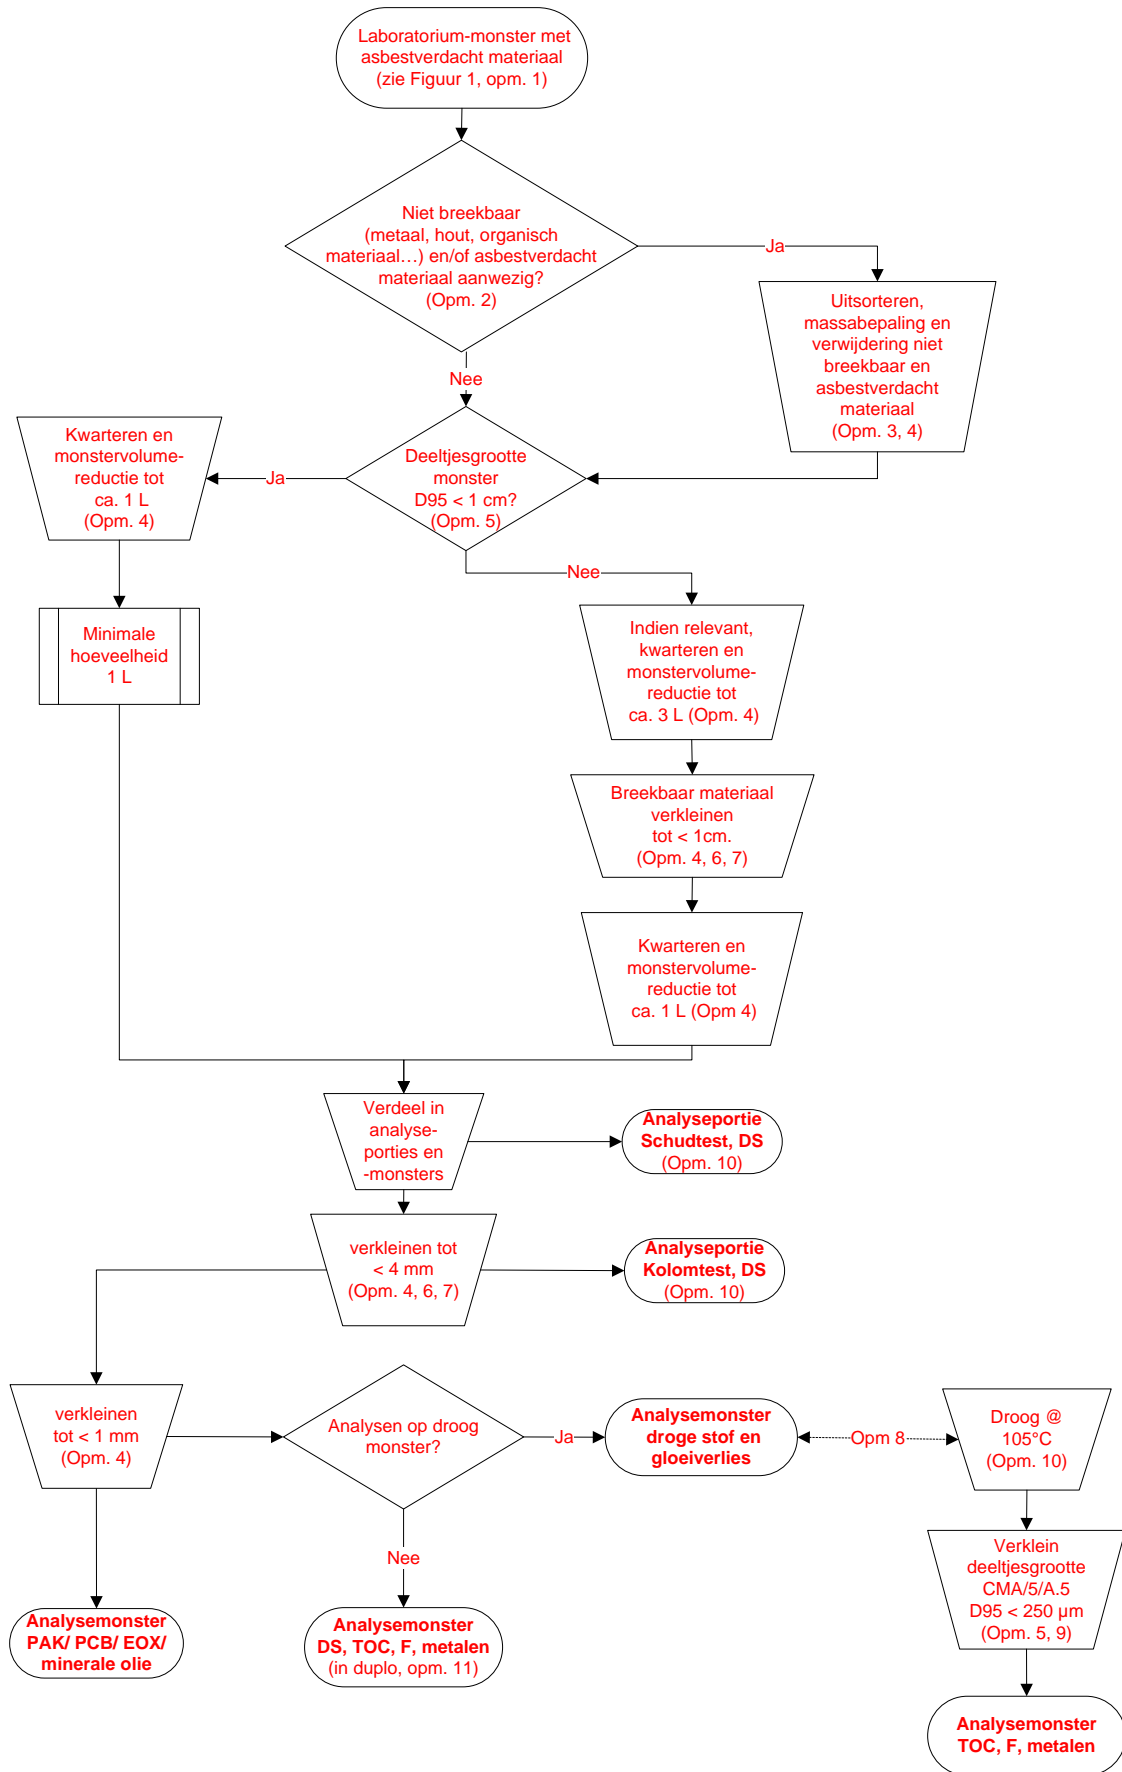 Laboratorium-monster met
asbestverdacht materiaal
(zie Figuur 1, opm. 1)
Niet breekbaar
(metaal, hout, organisch
materiaal…) en/of asbestverdacht
materiaal aanwezig?
(Opm. 2)
Ja
Uitsorteren,
massabepaling en
verwijdering niet
breekbaar en
asbestverdacht
materiaal
(Opm. 3, 4)
Nee
Deeltjesgrootte
monster
D95 < 1 cm?
(Opm. 5)
Ja
Kwarteren en
monstervolume-
reductie tot
ca. 1 L
(Opm. 4)
Minimale
hoeveelheid
1 L
Nee
Indien relevant,
kwarteren en
monstervolume-
reductie tot
ca. 3 L (Opm. 4)
Breekbaar materiaal
verkleinen
tot < 1cm.
(Opm. 4, 6, 7)
Kwarteren en
monstervolume-
reductie tot
ca. 1 L (Opm 4)
Verdeel in
analyse-
porties en
-monsters
Analyseportie
Schudtest, DS
(Opm. 10)
verkleinen tot
< 4 mm
(Opm. 4, 6, 7)
Analyseportie
Kolomtest, DS
(Opm. 10)
verkleinen
tot < 1 mm
(Opm. 4)
Analysen op droog
monster?
Ja
Analysemonster
droge stof en
gloeiverlies
Opm 8
Droog @
105°C
(Opm. 10)
Nee
Verklein
deeltjesgrootte
CMA/5/A.5
D95 < 250 µm
(Opm. 5, 9)
Analysemonster
PAK/ PCB/ EOX/
minerale olie
Analysemonster
DS, TOC, F, metalen
(in duplo, opm. 11)
Analysemonster
TOC, F, metalen